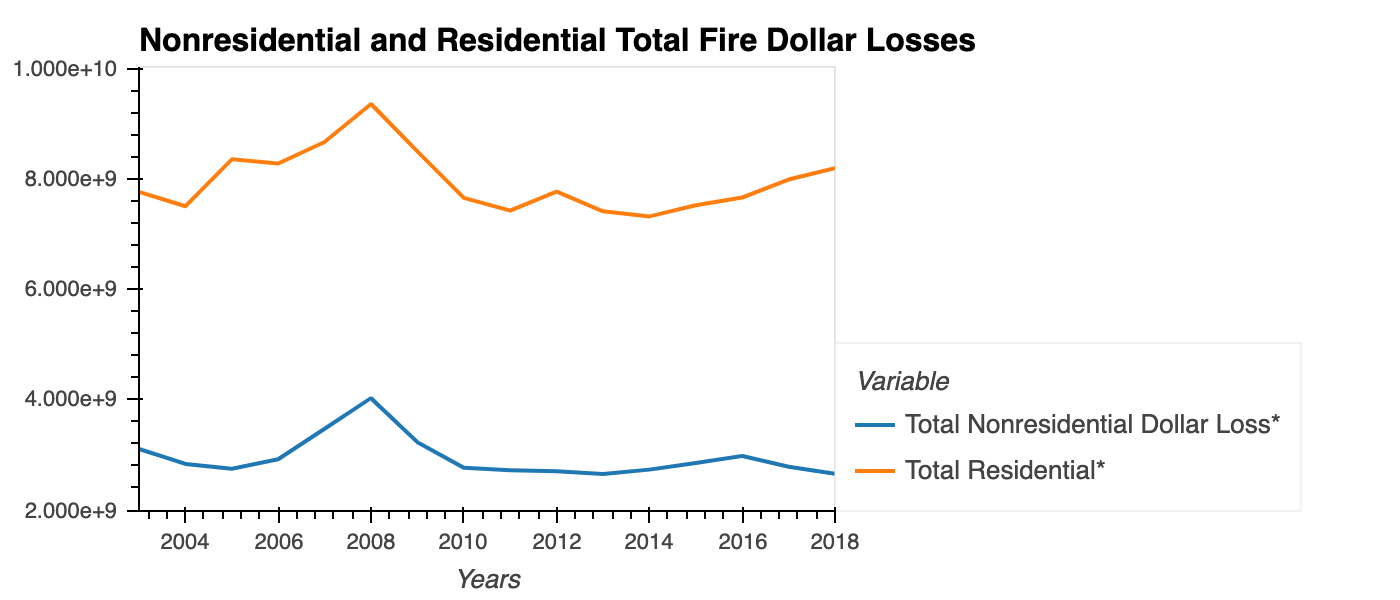 Nonresidential and Residential Total Fire Dollar Losses
1.000e+10
8.000e+9
6.000e+9
4.000e+9
2.000e+9
2004 2006 2008 2010 2012 2014 2016 2018
Years
Variable
Total Nonresidential Dollar Loss*
Total Residential*